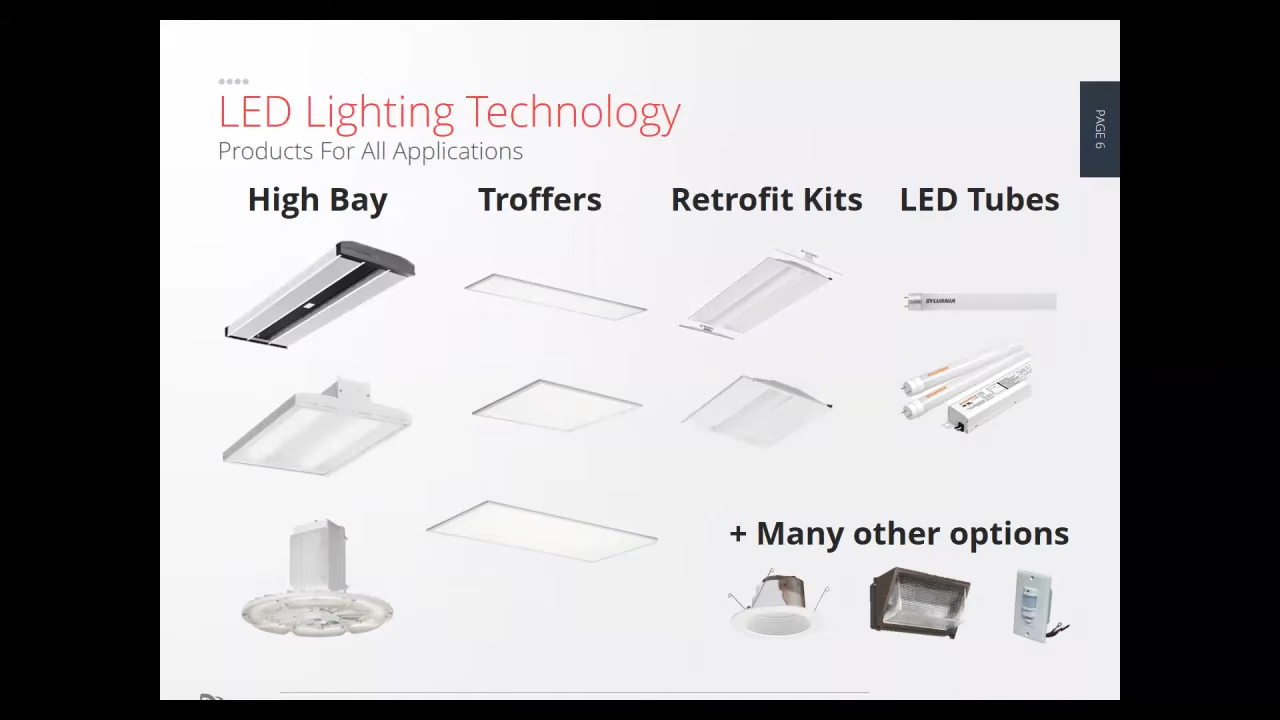 LED Lighting Technology
Products For All Applications
PAGE 6
High Bay
Troffers
Retrofit Kits
LED Tubes
SYLVANIA
+ Many other options